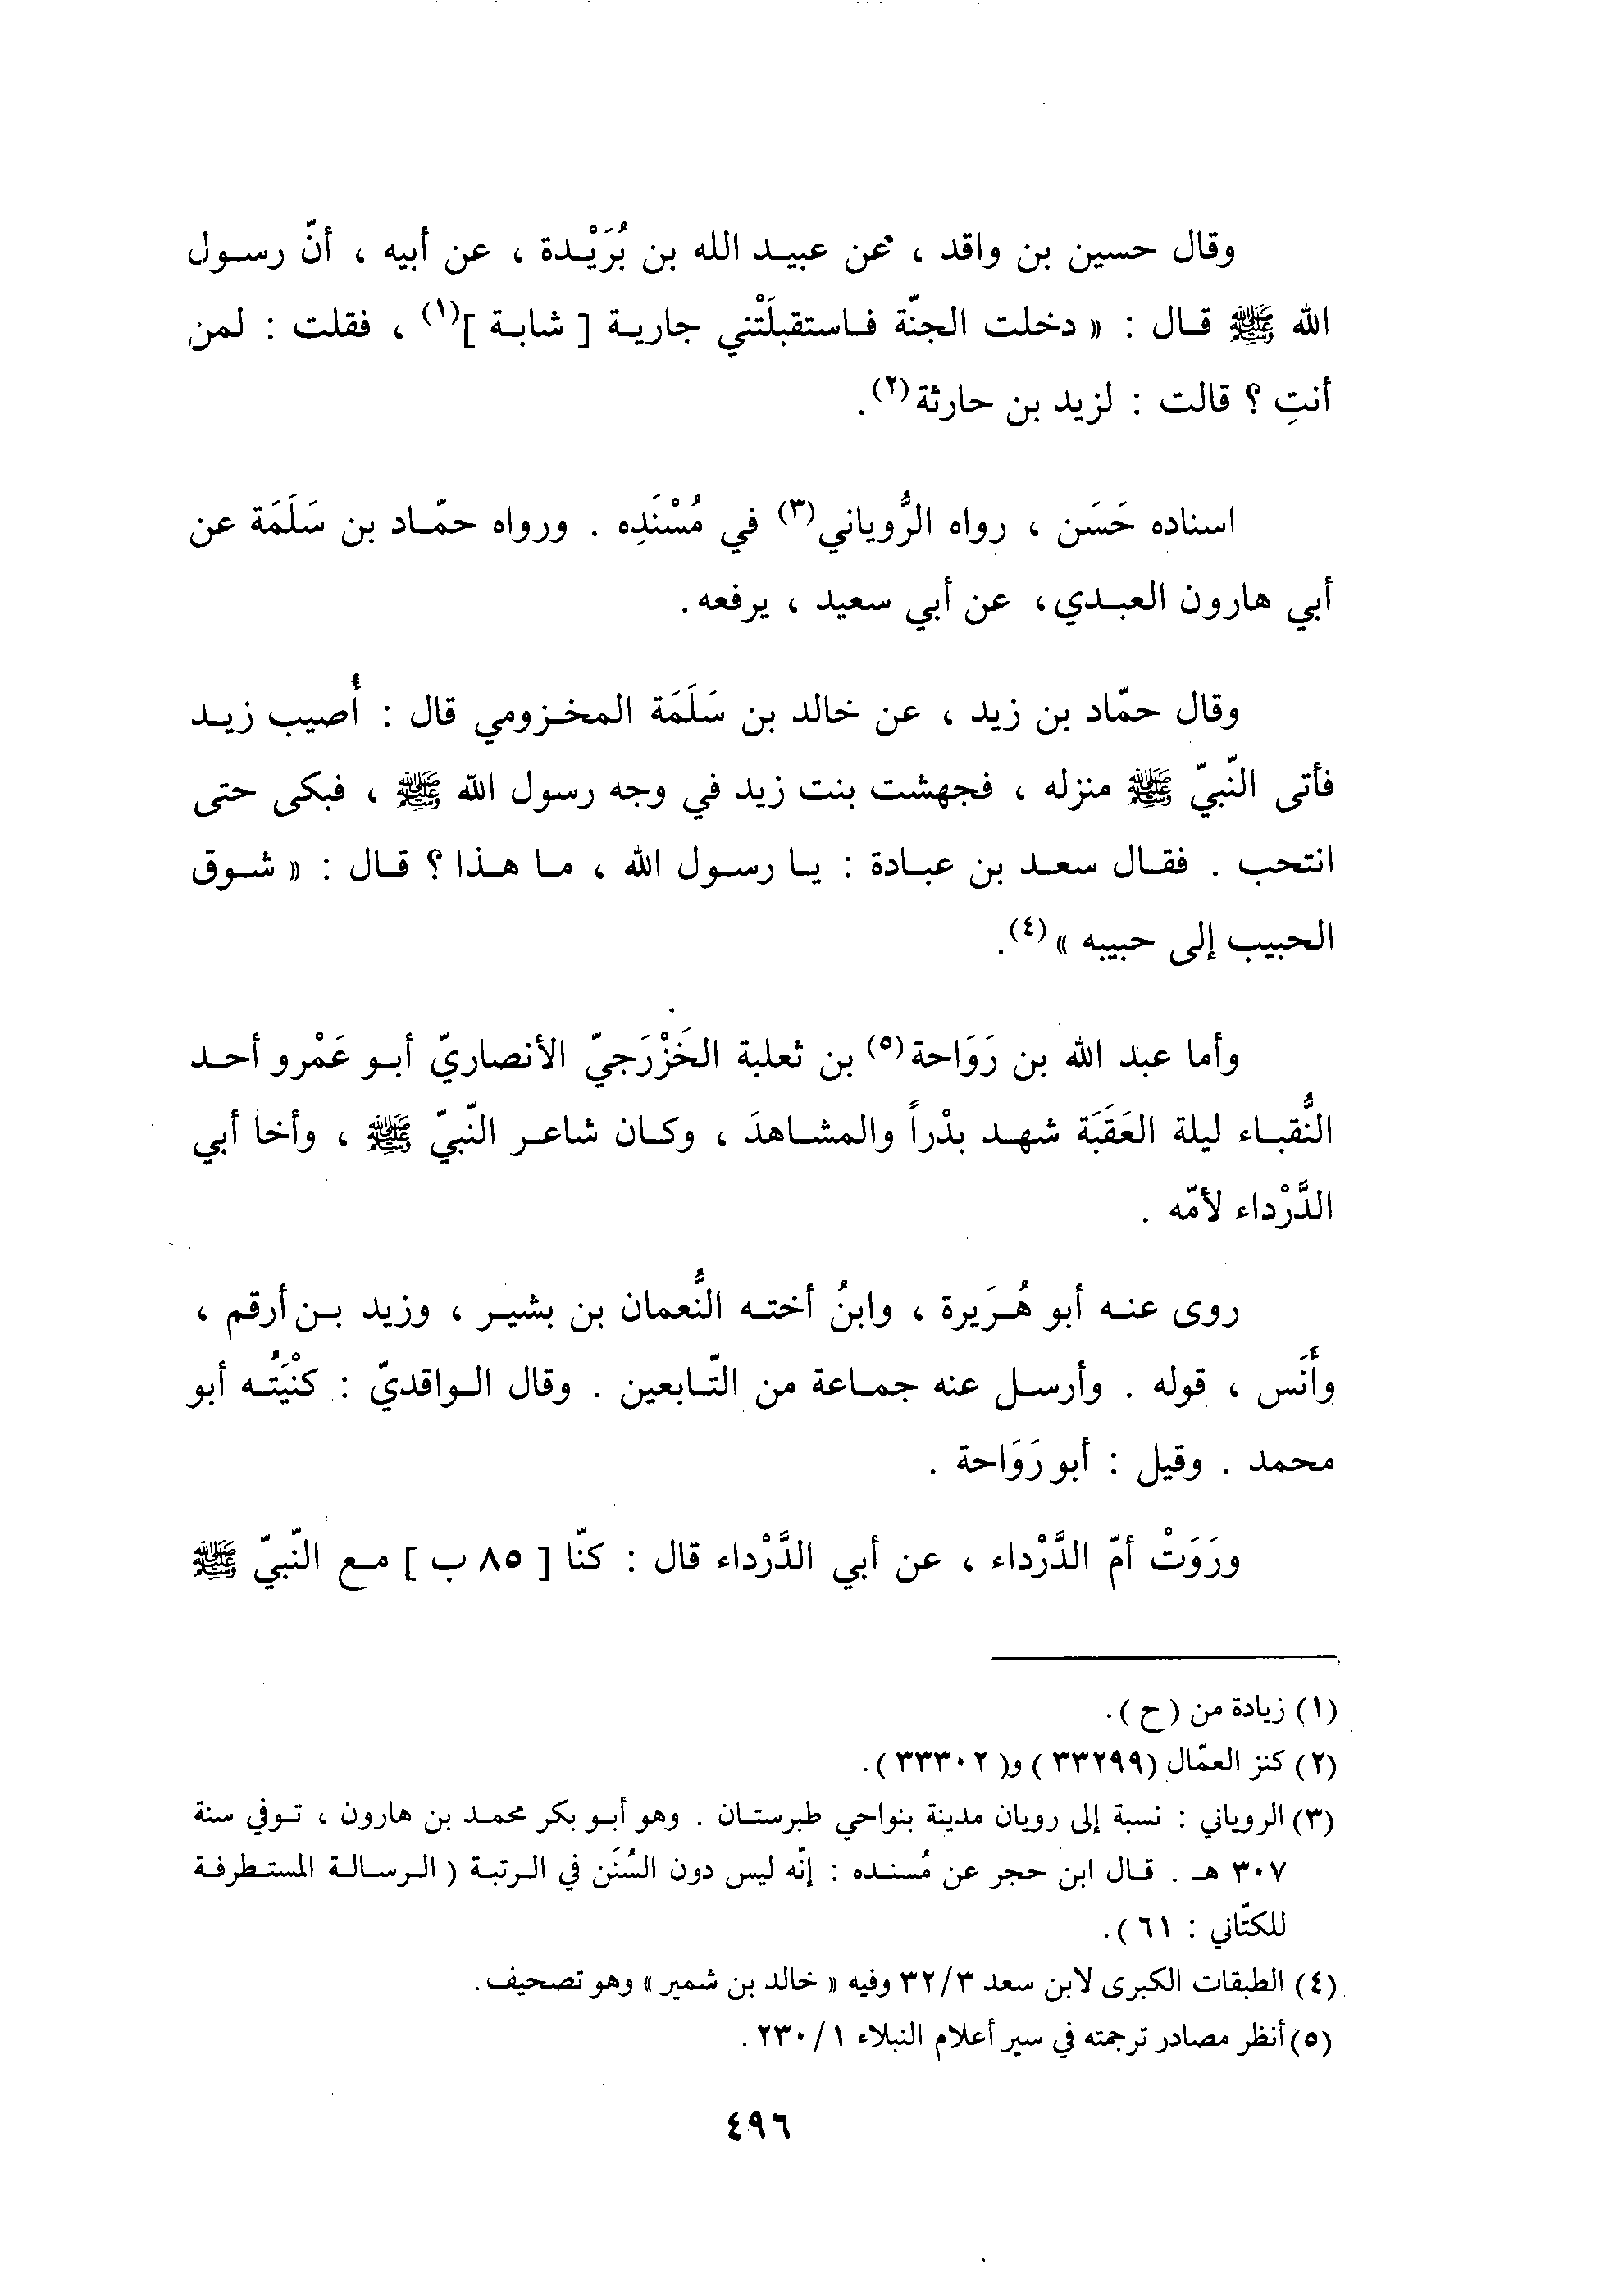 وقال حسين بن واقد ، عن عبيد الله بن بُرَيْدة ، عن أبيه ، أنّ رسول
الله ﷺ قال : « دخلت الجنّة فاستقبلَتْني جارية [ شابة ](١) ، فقلت : لمن
أنتِ ؟ قالت : لزيد بن حارثة(٢).
اسناده حَسَن ، رواه الرُّوياني(٣) في مُسْنَدِه . ورواه حمّاد بن سَلَمَة عن
أبي هارون العبدي، عن أبي سعيد ، يرفعه.
وقال حمّاد بن زيد ، عن خالد بن سَلَمَة المخزومي قال : أُصيب زيد
فأتى النّبيّ ﷺ منزله ، فجهشت بنت زيد في وجه رسول الله ﷺ ، فبكى حتى
انتحب . فقال سعد بن عبادة : يا رسول الله ، ما هذا ؟ قال : « شوق
الحبيب إلى حبيبه »(٤).
وأما عبد الله بن رَوَاحة(٥) بن ثعلبة الخَزْرَجيّ الأنصاريّ أبو عَمْرو أحد
النُّقباء ليلة العَقَبَة شهد بدْراً والمشاهدَ ، وكان شاعر النّبيّ ﷺ ، وأخا أبي
الدَّرْداء لأمّه .
روى عنه أبو هُرَيرة ، وابنُ أخته النُّعمان بن بشير ، وزيد بن أرقم ،
وأَنَس ، قوله . وأرسل عنه جماعة من التّابعين . وقال الواقديّ : كنْيَتُه أبو
محمد . وقيل : أبو رَوَاحة .
ورَوَتْ أمّ الدَّرْداء ، عن أبي الدَّرْداء قال : كنّا [ ٨٥ ب ] مع النّبيّ ﷺ
(١) زيادة من ( ح ).
(٢) كنز العمّال (٣٣٢٩٩ ) و( ٣٣٣٠٢ ).
(٣) الروياني : نسبة إلى رويان مدينة بنواحي طبرستان . وهو أبو بكر محمد بن هارون ، توفي سنة
٣٠٧ هـ . قال ابن حجر عن مُسنده : إنّه ليس دون السُنَن في الرتبة ( الرسالة المستطرفة
للكتّاني : ٦١ ).
(٤) الطبقات الكبرى لابن سعد ٣٢/٣ وفيه « خالد بن شمير » وهو تصحيف.
(٥) أنظر مصادر ترجمته في سير أعلام النبلاء ٢٣٠/١ .
٤٩٦